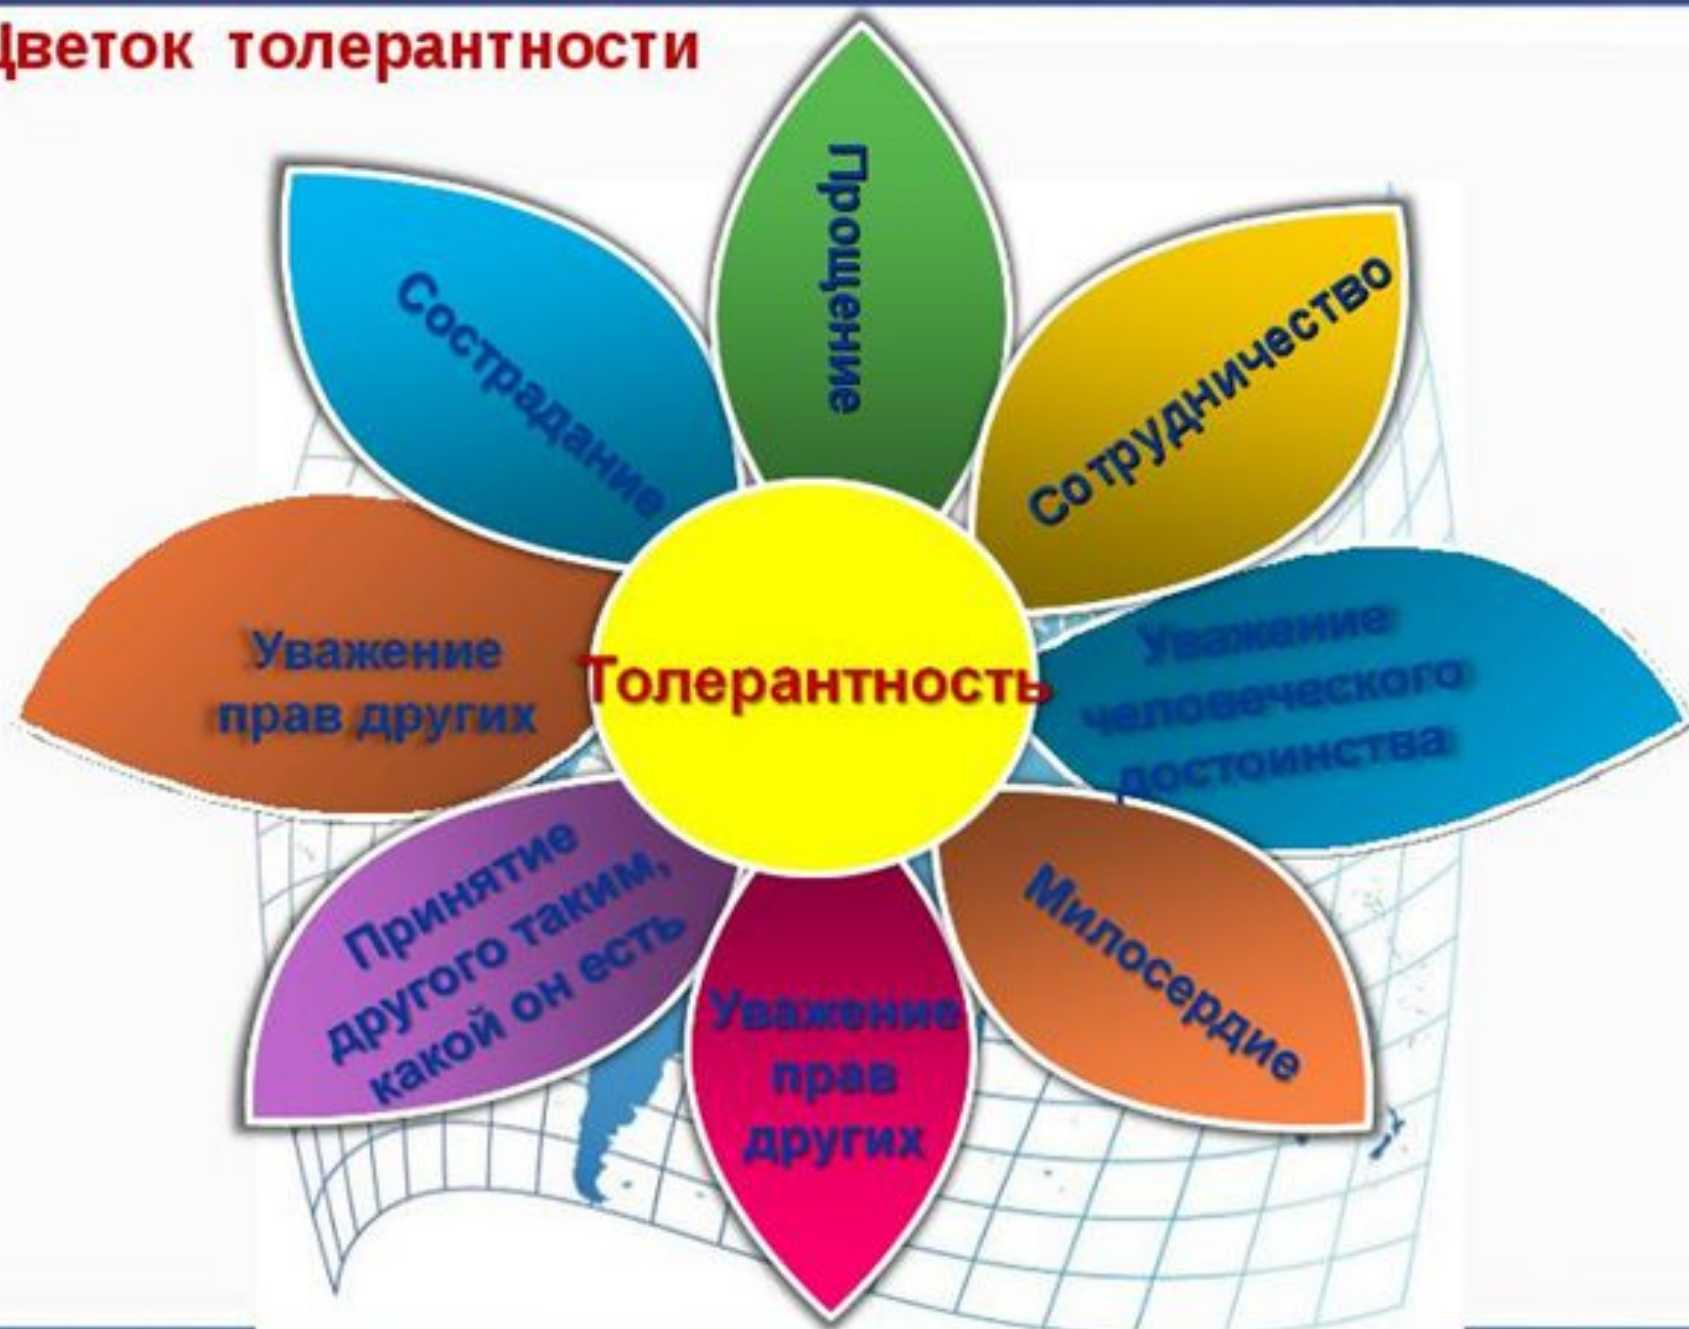 Цветок толерантности
Прощение
Сотрудничество
Уважение
человеческого
достоинства
Милосердие
Уважение
прав
других
Принятие
другого таким,
какой он есть
Уважение
прав других
Сострадание
Толерантность